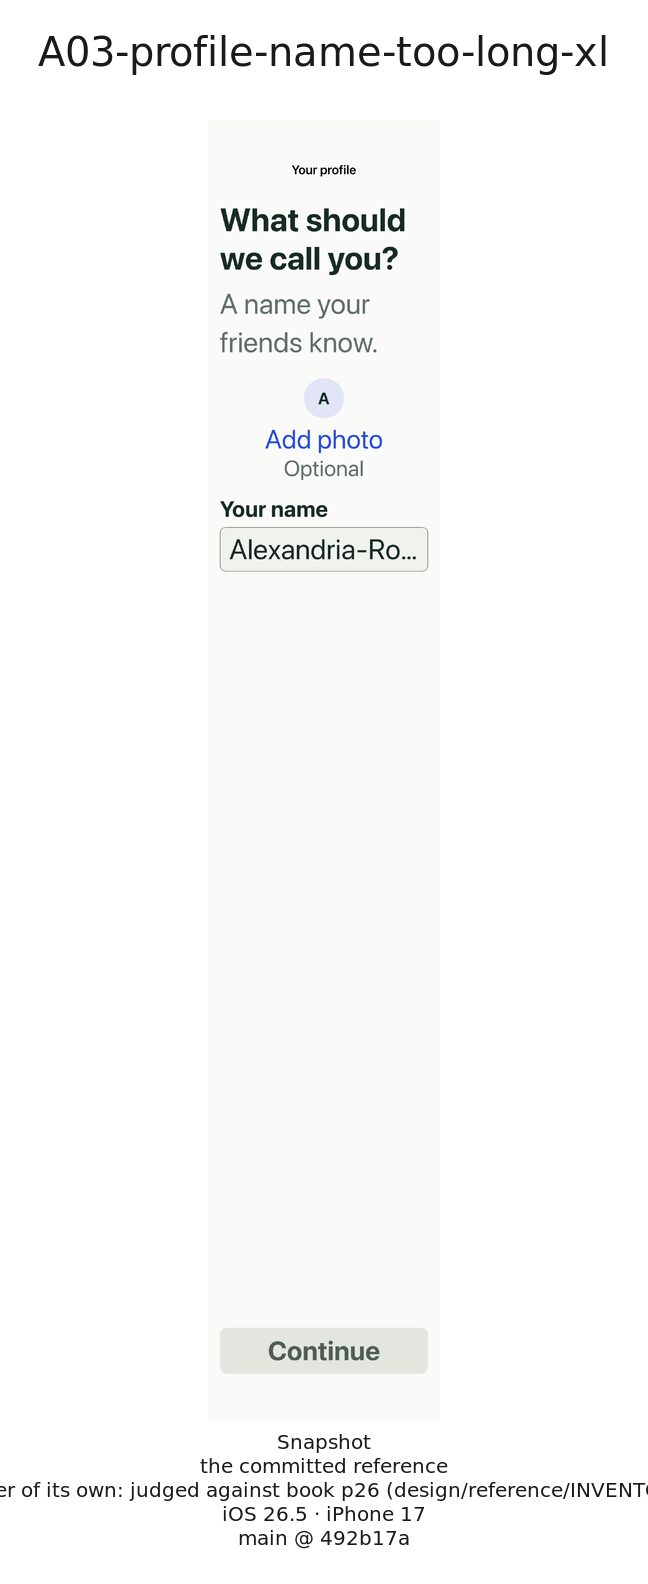 A03-profile-name-too-long-xl
Your profile
What should
we call you?
A name your
friends know.
A
Add photo
Optional
Your name
Alexandria-Ro…
Continue
Snapshot
the committed reference
of its own: judged against book p26 (design/reference/
iOS 26.5 · iPhone 17
main @ 492b17a